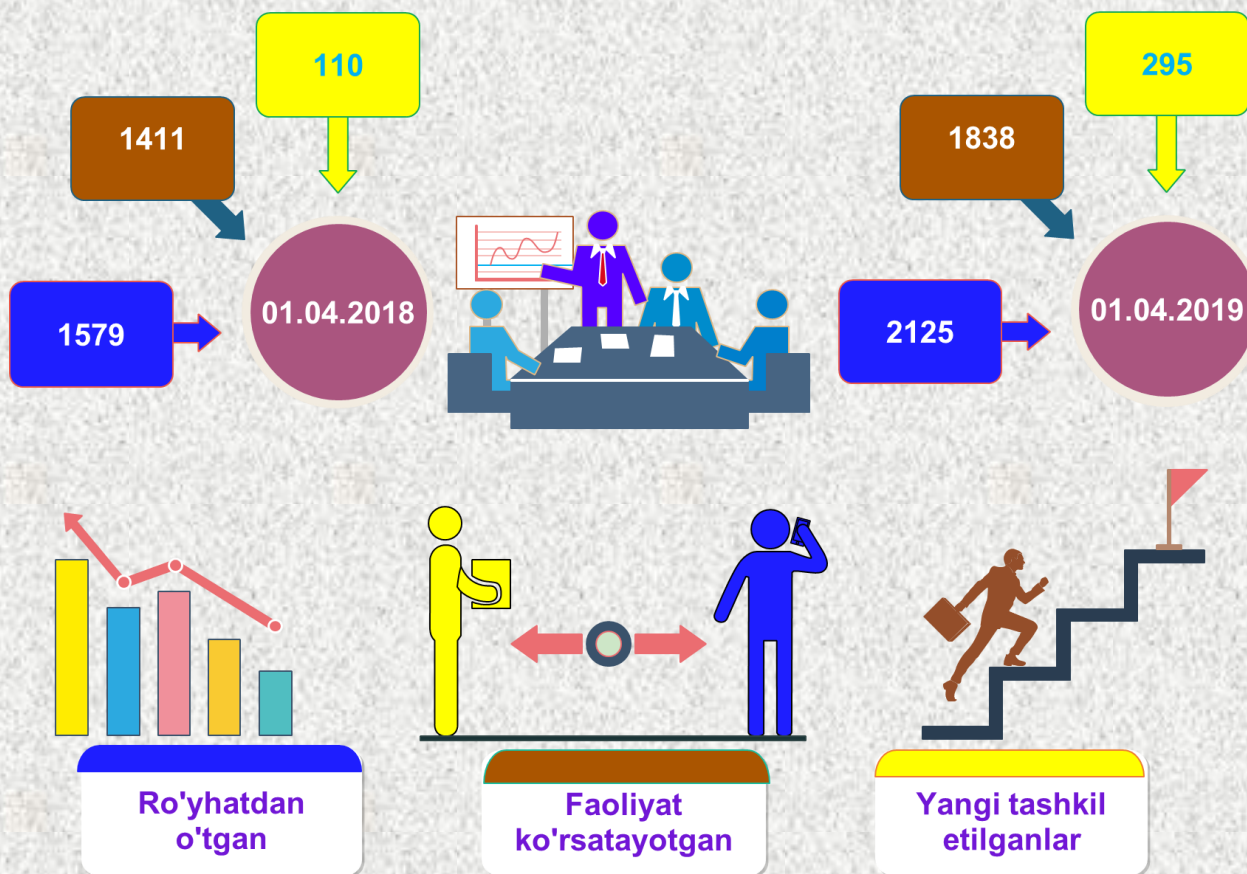 110
295
1411
1838
01.04.2018
01.04.2019
1579
2125
Ro'yhatdan
o'tgan
Faoliyat
ko'rsatayotgan
Yangi tashkil
etilganlar